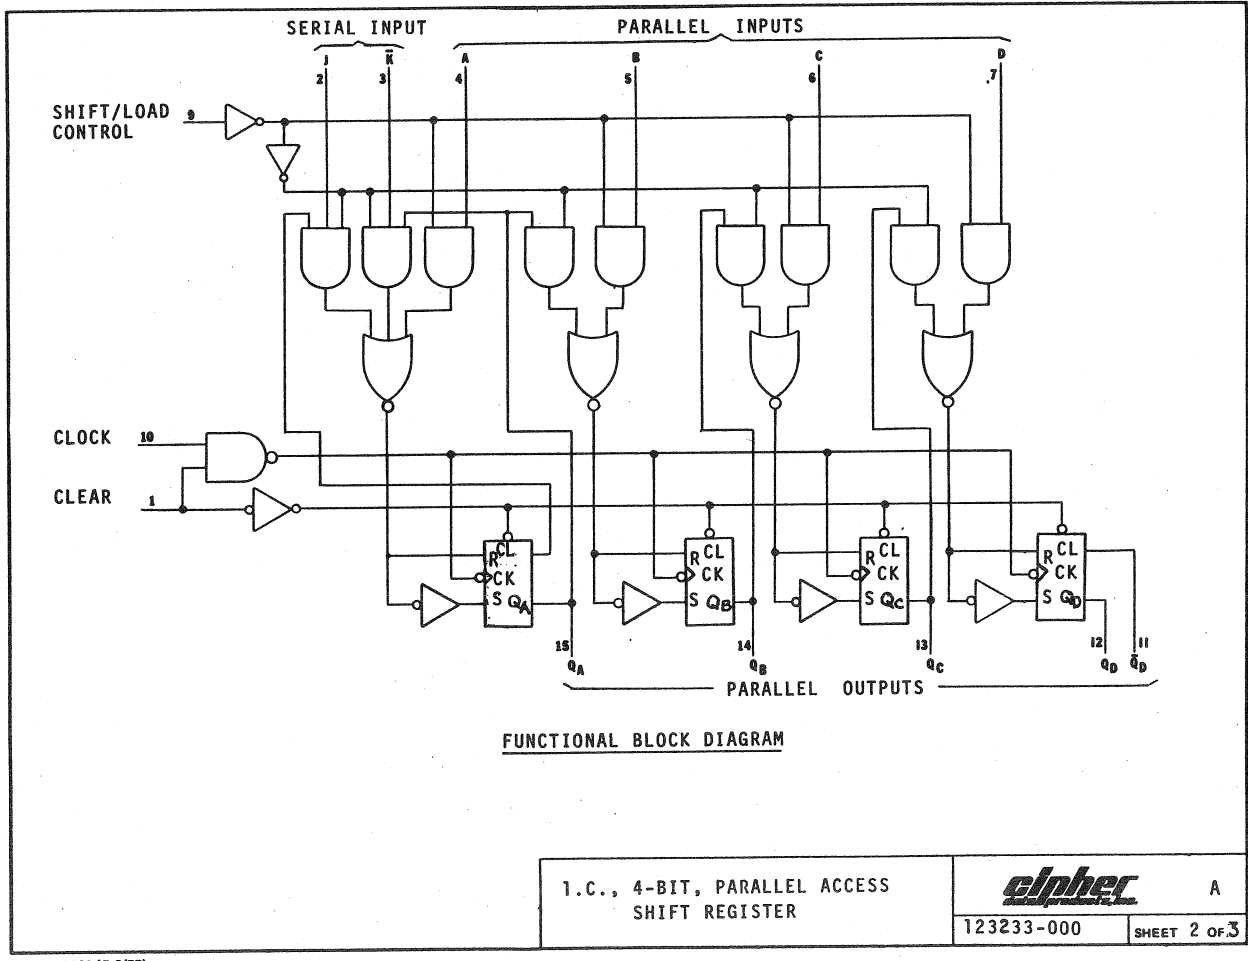 SERIAL INPUT
PARALLEL INPUTS
J K̅ A B C D
2 3 4 5 6 7
SHIFT/LOAD 9
CONTROL
CLOCK 10
CLEAR 1
CL CL CL CL
R R R R
CK CK CK CK
S QA S QB S QC S QD
15 14 13 12 11
QA QB QC QD Q̅D
PARALLEL OUTPUTS
FUNCTIONAL BLOCK DIAGRAM
I.C., 4-BIT, PARALLEL ACCESS
SHIFT REGISTER
cipher
data products, inc.
A
123233-000
SHEET 2 OF 3